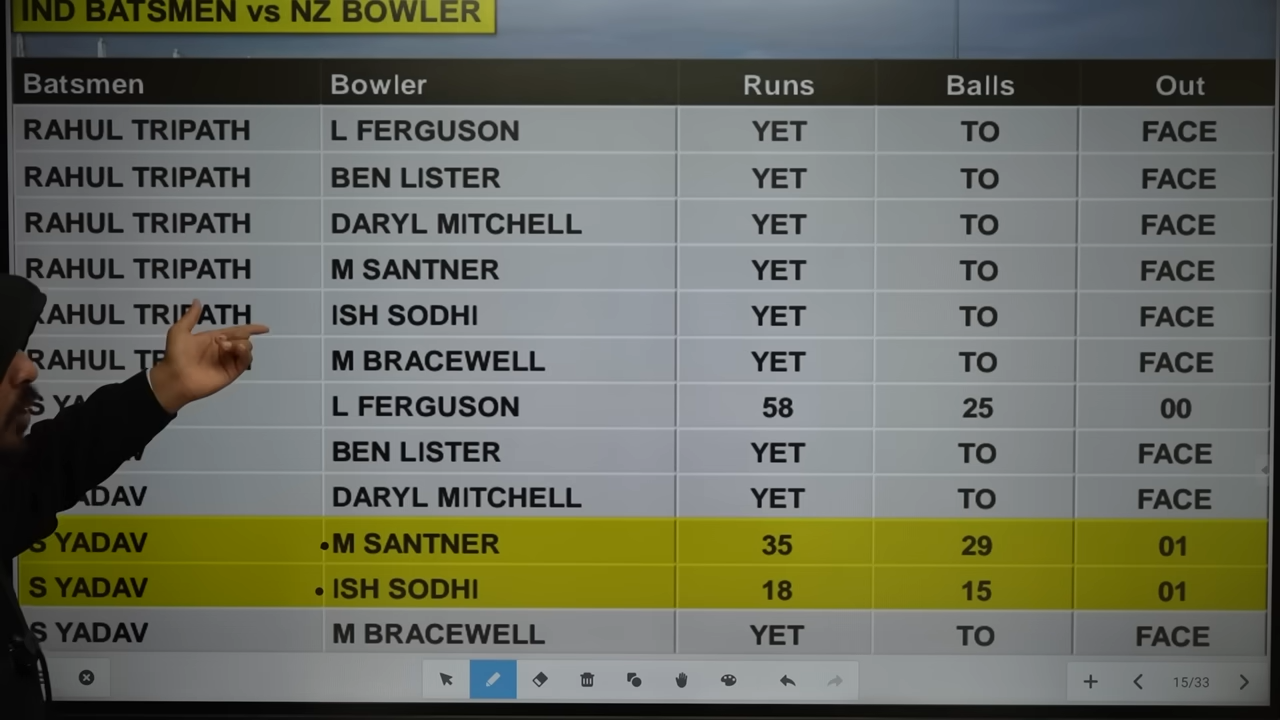 IND BATSMEN vs NZ BOWLER
Batsmen Bowler Runs Balls Out
RAHUL TRIPATH L FERGUSON YET TO FACE
RAHUL TRIPATH BEN LISTER YET TO FACE
RAHUL TRIPATH DARYL MITCHELL YET TO FACE
RAHUL TRIPATH M SANTNER YET TO FACE
RAHUL TRIPATH ISH SODHI YET TO FACE
RAHUL M BRACEWELL YET TO FACE
S L FERGUSON 58 25 00
BEN LISTER YET TO FACE
DARYL MITCHELL YET TO FACE
S YADAV M SANTNER 35 29 01
S YADAV ISH SODHI 18 15 01
S YADAV M BRACEWELL YET TO FACE
15/33